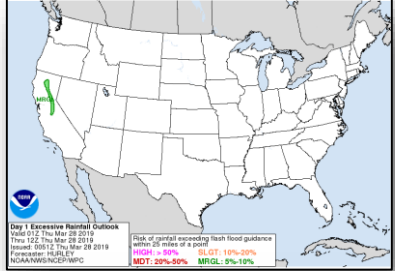 MRGL
noaa
Day 1 Excessive Rainfall Outlook
Valid 01Z Thu Mar 28 2019
Thru 12Z Thu Mar 28 2019
Issued: 0051Z Thu Mar 28 2019
Forecaster: HURLEY
NOAA/NWS/NCEP/WPC
Risk of rainfall exceeding flash flood guidance
within 25 miles of a point
HIGH: > 50% SLGT: 10%-20%
MDT: 20%-50% MRGL: 5%-10%